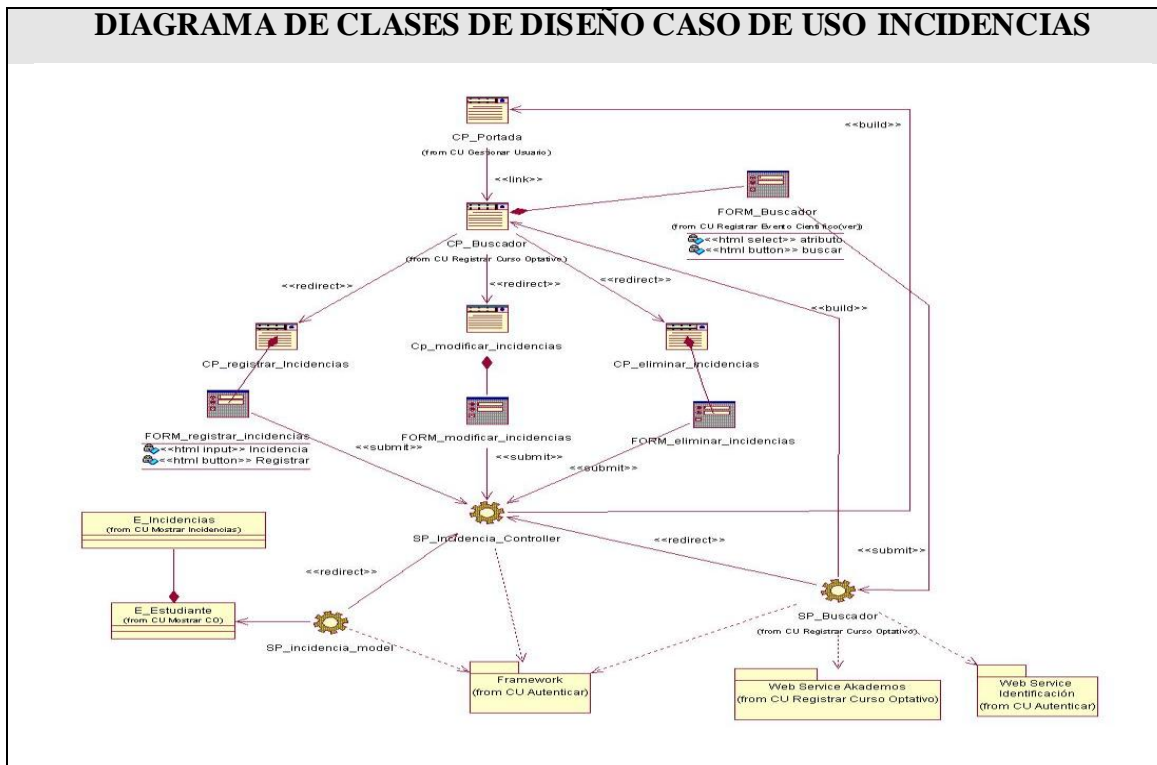 DIAGRAMA DE CLASES DE DISEÑO CASO DE USO INCIDENCIAS
CP_Portada
(from CU Gestionar Usuario)
<<build>>
<<link>>
FORM_Buscador
(from CU Registrar Evento Cientifico(ver))
<<html select>> atributo
<<html button>> buscar
CP_Buscador
(from CU Registrar Curso Optativo)
<<redirect>>
<<redirect>>
<<redirect>>
<<build>>
CP_registrar_Incidencias
Cp_modificar_incidencias
CP_eliminar_incidencias
FORM_registrar_incidencias
<<html input>> Incidencia
<<html button>> Registrar
FORM_modificar_incidencias
FORM_eliminar_incidencias
<<submit>>
<<submit>>
<<submit>>
E_Incidencias
(from CU Mostrar Incidencias)
SP_Incidencia_Controller
<<redirect>>
<<submit>>
<<redirect>>
E_Estudiante
(from CU Mostrar CO)
SP_incidencia_model
SP_Buscador
(from CU Registrar Curso Optativo)
Framework
(from CU Autenticar)
Web Service Akademos
(from CU Registrar Curso Optativo)
Web Service
Identificación
(from CU Autenticar)